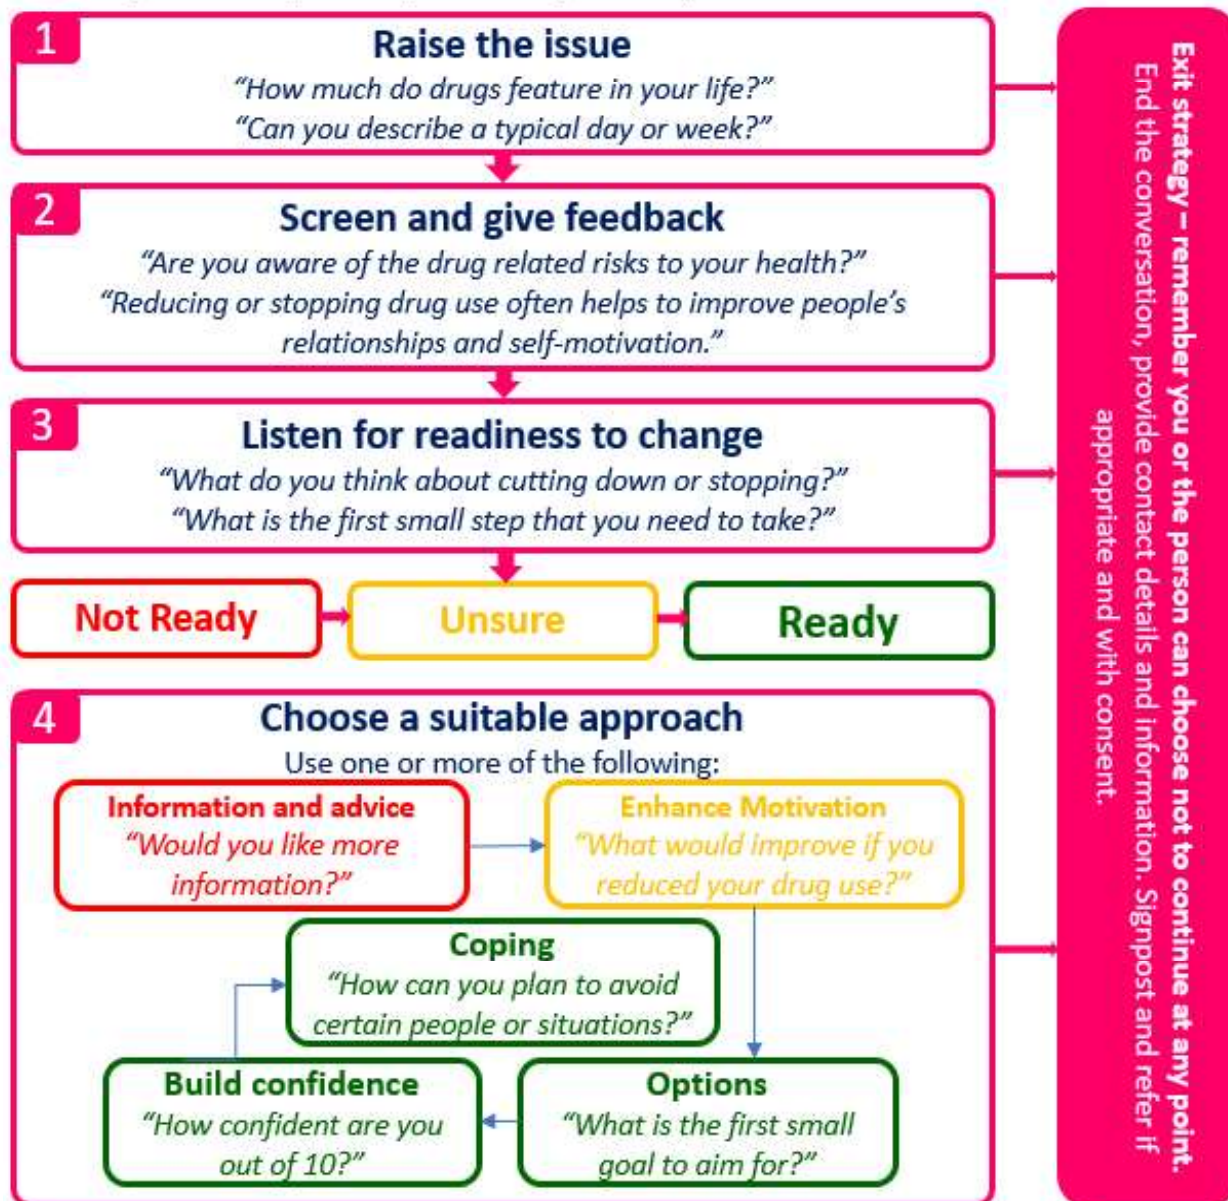 1
Raise the issue
“How much do drugs feature in your life?”
“Can you describe a typical day or week?”
2
Screen and give feedback
“Are you aware of the drug related risks to your health?”
“Reducing or stopping drug use often helps to improve people’s
relationships and self-motivation.”
3
Listen for readiness to change
“What do you think about cutting down or stopping?”
“What is the first small step that you need to take?”
Not Ready
Unsure
Ready
4
Choose a suitable approach
Use one or more of the following:
Information and advice
“Would you like more
information?”
Enhance Motivation
“What would improve if you
reduced your drug use?”
Coping
“How can you plan to avoid
certain people or situations?”
Build confidence
“How confident are you
out of 10?”
Options
“What is the first small
goal to aim for?”
Exit strategy – remember you or the person can choose not to continue at any point.
End the conversation, provide contact details and information. Signpost and refer if
appropriate and with consent.